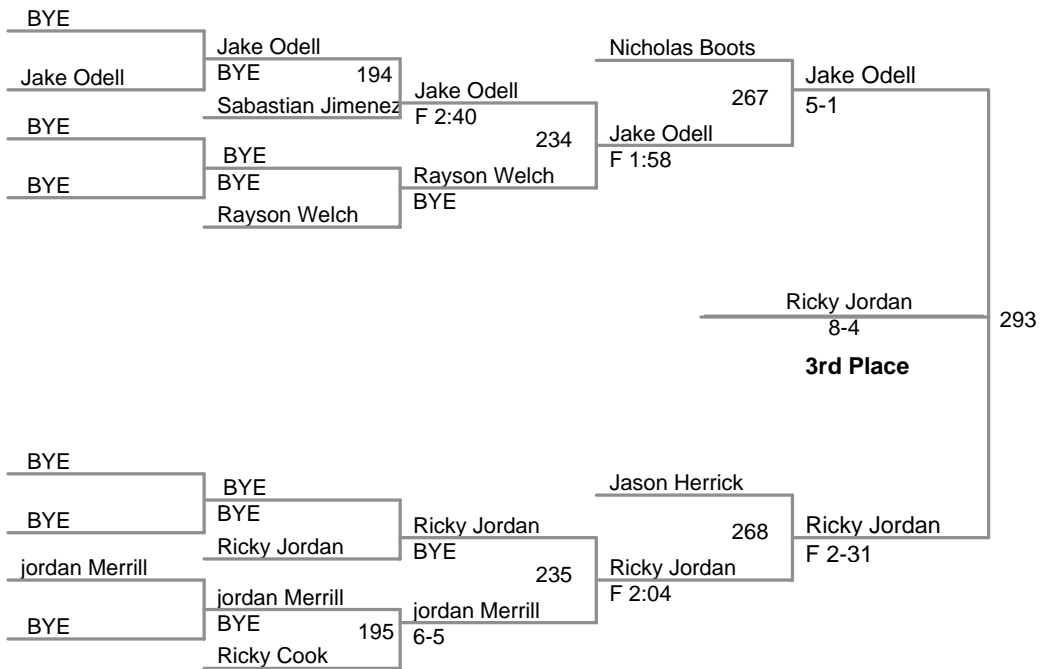 BYE
Jake Odell
Nicholas Boots
Jake Odell
BYE
194
Jake Odell
267
Jake Odell
5-1
Sabastian Jimenez
F 2:40
BYE
234
Jake Odell
F 1:58
BYE
BYE
BYE
Rayson Welch
BYE
Rayson Welch
Ricky Jordan
8-4
293
3rd Place
BYE
BYE
Jason Herrick
BYE
BYE
Ricky Jordan
BYE
268
Ricky Jordan
F 2-31
Ricky Jordan
jordan Merrill
235
Ricky Jordan
F 2:04
jordan Merrill
BYE
195
jordan Merrill
6-5
BYE
Ricky Cook